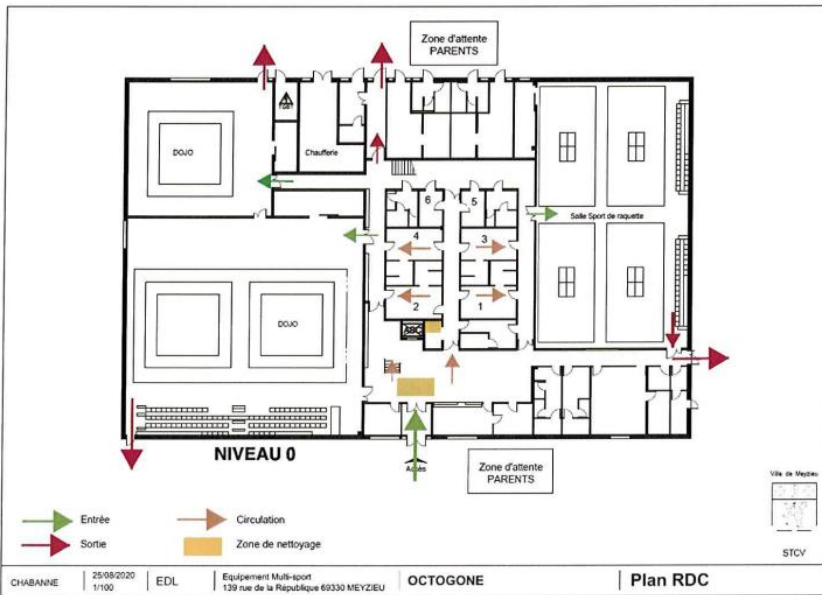 Zone d'attente
PARENTS
DOJO
Chaufferie
6
5
Salle Sport de raquette
4
3
2
1
DOJO
ASC
NIVEAU 0
Accès
Zone d'attente
PARENTS
Ville de Meyzieu
STCV
Entrée
Circulation
Sortie
Zone de nettoyage
CHABANNE
25/08/2020
1/100
EDL
Equipement Multi-sport
139 rue de la République 69330 MEYZIEU
OCTOGONE
Plan RDC